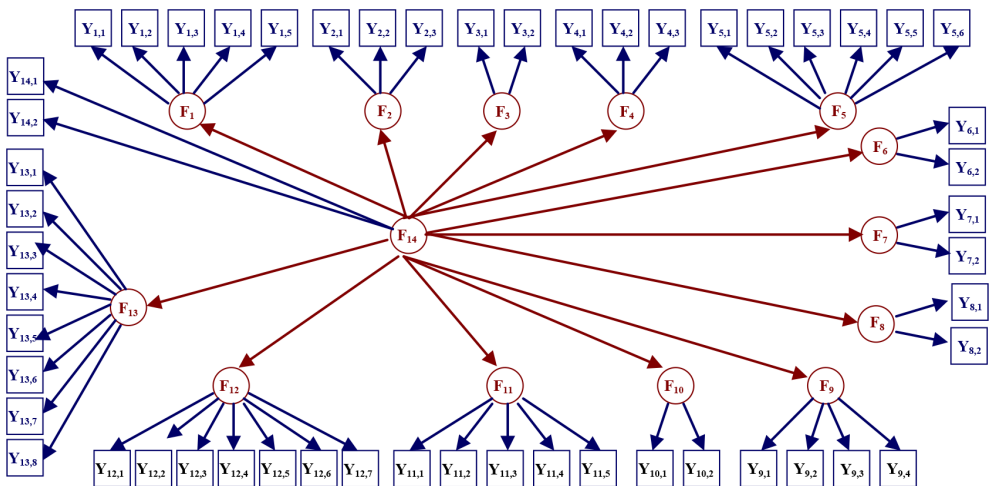 Y1,1 Y1,2 Y1,3 Y1,4 Y1,5 Y2,1 Y2,2 Y2,3 Y3,1 Y3,2 Y4,1 Y4,2 Y4,3 Y5,1 Y5,2 Y5,3 Y5,4 Y5,5 Y5,6
Y14,1
Y14,2
F1 F2 F3 F4 F5
Y6,1
F6
Y6,2
Y13,1
Y13,2
Y13,3
Y13,4
Y13,5
Y13,6
Y13,7
Y13,8
F14
Y7,1
F7
Y7,2
F13
Y8,1
F8
Y8,2
F12 F11 F10 F9
Y12,1 Y12,2 Y12,3 Y12,4 Y12,5 Y12,6 Y12,7 Y11,1 Y11,2 Y11,3 Y11,4 Y11,5 Y10,1 Y10,2 Y9,1 Y9,2 Y9,3 Y9,4